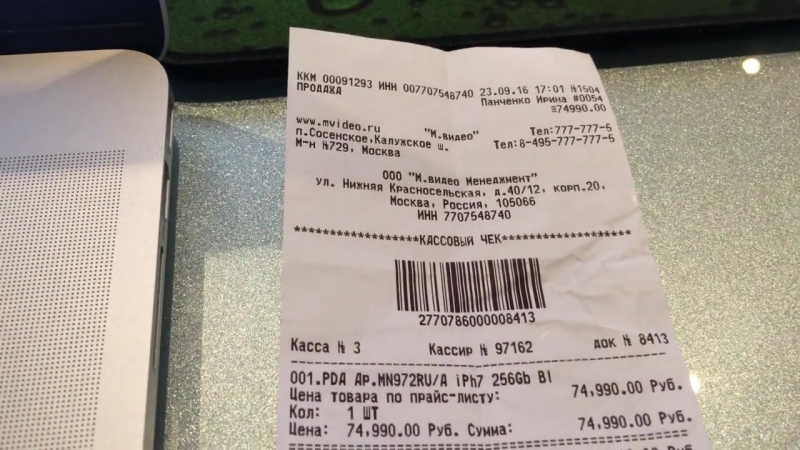 ККМ 00091293 ИНН 007707548740 23.09.16 17:01 №1504
ПРОДАЖА Панченко Ирина #0054
≡74990.00
www.mvideo.ru "М.видео" Тел:777-777-5
п.Сосенское,Калужское ш. Тел:8-495-777-777-5
М-н №729, Москва
ООО "М.видео Менеджмент"
ул. Нижняя Красносельская, д.40/12, корп.20,
Москва, Россия, 105066
ИНН 7707548740
******************КАССОВЫЙ ЧЕК******************
2770786000008413
Касса № 3 Кассир № 97162 док № 8413
001.PDA Ap.MN972RU/A iPh7 256Gb Bl
Цена товара по прайс-листу: 74,990.00 Руб.
Кол: 1 ШТ
Цена: 74,990.00 Руб. Сумма: 74,990.00 Руб.